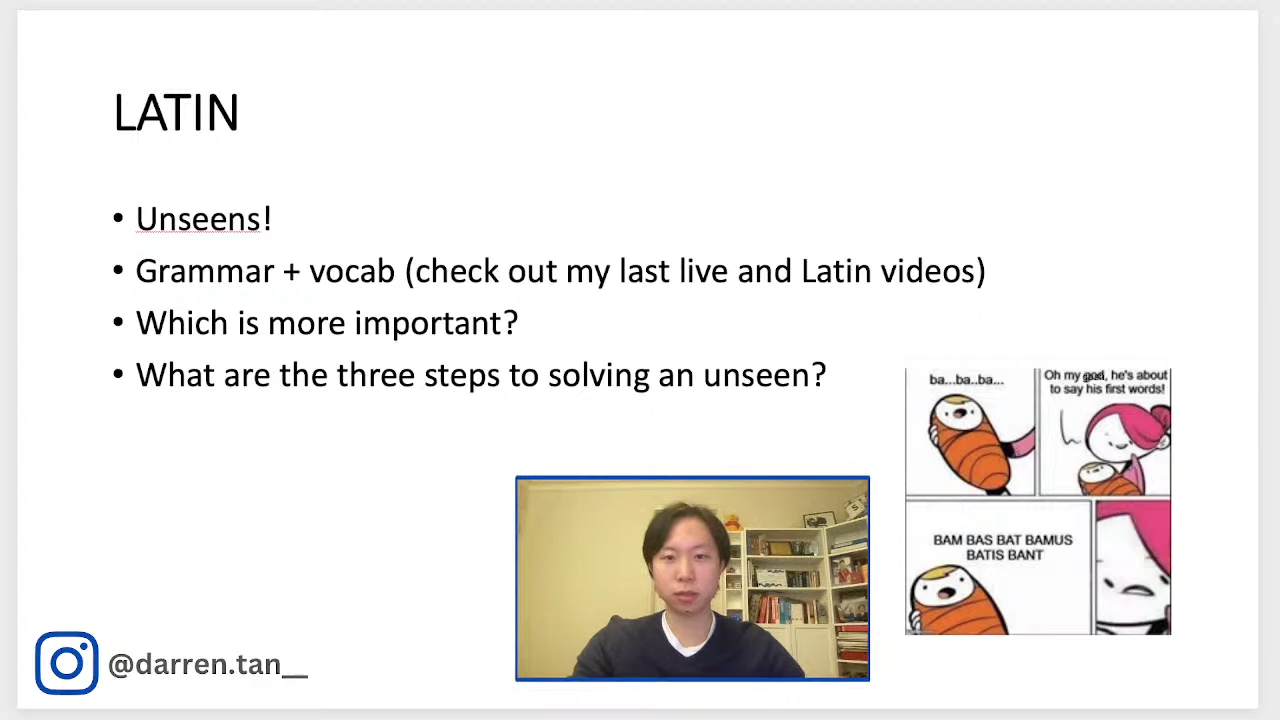 LATIN
• Unseens!
• Grammar + vocab (check out my last live and Latin videos)
• Which is more important?
• What are the three steps to solving an unseen?
ba...ba..ba...
Oh my gosh, he's about
to say his first words!
BAM BAS BAT BAMUS
BATIS BANT
@darren.tan__